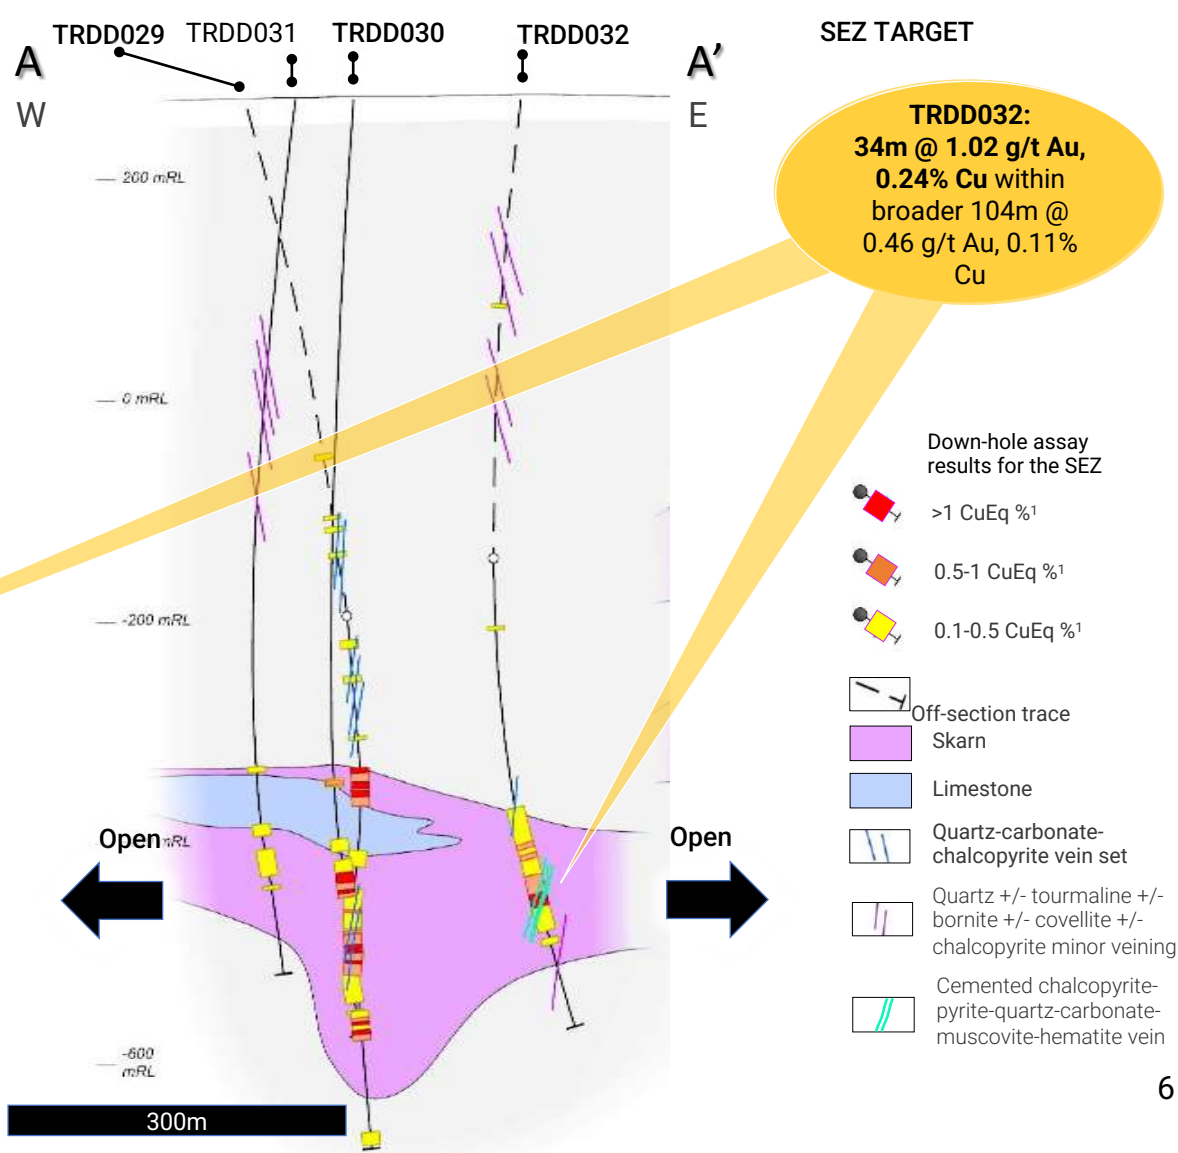 TRDD029 TRDD031 TRDD030 TRDD032 SEZ TARGET
A A'
W E
TRDD032:
34m @ 1.02 g/t Au,
0.24% Cu within
broader 104m @
0.46 g/t Au, 0.11%
Cu
200 mRL
0 mRL
-200 mRL
Down-hole assay
results for the SEZ
>1 CuEq %¹
0.5-1 CuEq %¹
0.1-0.5 CuEq %¹
Off-section trace
Skarn
Limestone
Quartz-carbonate-
chalcopyrite vein set
Quartz +/- tourmaline +/-
bornite +/- covellite +/-
chalcopyrite minor veining
Cemented chalcopyrite-
pyrite-quartz-carbonate-
muscovite-hematite vein
Open
Open
-600
mRL
300m
6